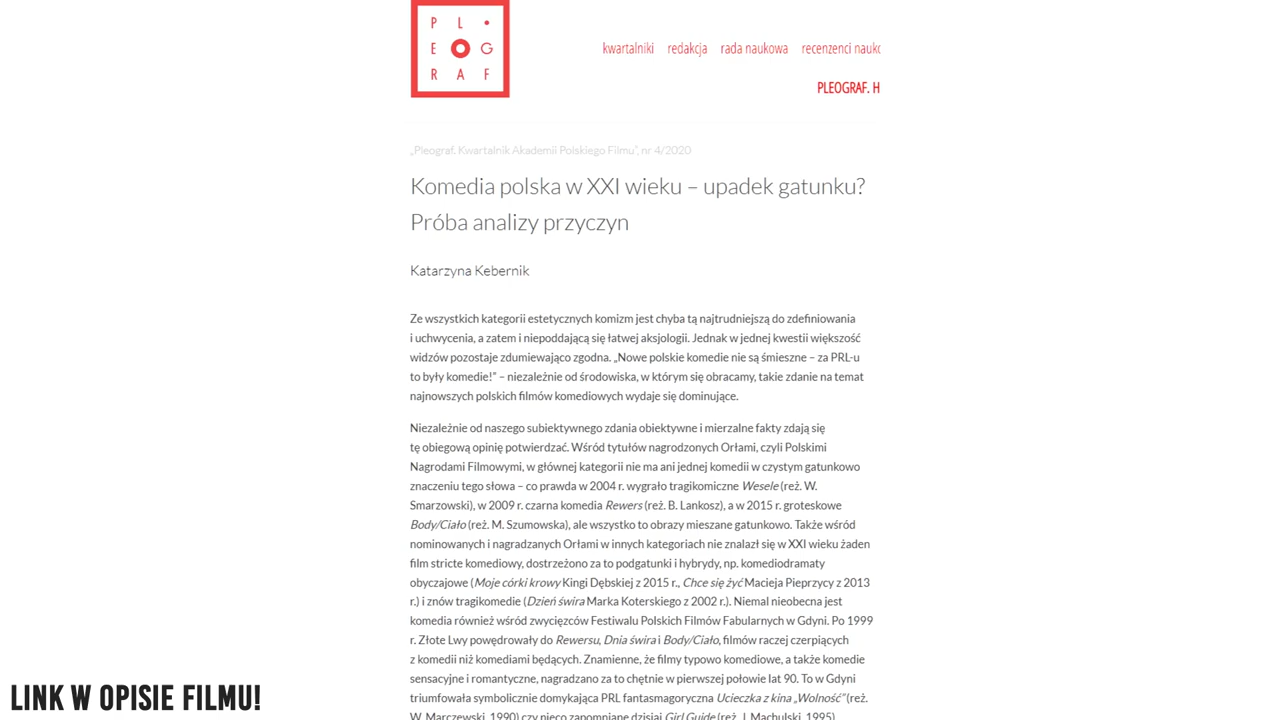 P L •
E G
R A F
kwartalniki redakcja rada naukowa recenzenci nauko
PLEOGRAF. H
„Pleograf. Kwartalnik Akademii Polskiego Filmu”, nr 4/2020
Komedia polska w XXI wieku – upadek gatunku?
Próba analizy przyczyn
Katarzyna Kebernik
Ze wszystkich kategorii estetycznych komizm jest chyba tą najtrudniejszą do zdefiniowania
i uchwycenia, a zatem i niepoddającą się łatwej aksjologii. Jednak w jednej kwestii większość
widzów pozostaje zdumiewająco zgodna. „Nowe polskie komedie nie są śmieszne – za PRL-u
to były komedie!” – niezależnie od środowiska, w którym się obracamy, takie zdanie na temat
najnowszych polskich filmów komediowych wydaje się dominujące.
Niezależnie od naszego subiektywnego zdania obiektywne i mierzalne fakty zdają się
tę obiegową opinię potwierdzać. Wśród tytułów nagrodzonych Orłami, czyli Polskimi
Nagrodami Filmowymi, w głównej kategorii nie ma ani jednej komedii w czystym gatunkowo
znaczeniu tego słowa – co prawda w 2004 r. wygrało tragikomiczne Wesele (reż. W.
Smarzowski), w 2009 r. czarna komedia Rewers (reż. B. Lankosz), a w 2015 r. groteskowe
Body/Ciało (reż. M. Szumowska), ale wszystko to obrazy mieszane gatunkowo. Także wśród
nominowanych i nagradzanych Orłami w innych kategoriach nie znalazł się w XXI wieku żaden
film stricte komediowy, dostrzeżono za to podgatunki i hybrydy, np. komediodramaty
obyczajowe (Moje córki krowy Kingi Dębskiej z 2015 r., Chce się żyć Macieja Pieprzycy z 2013
r.) i znów tragikomedie (Dzień świra Marka Koterskiego z 2002 r.). Niemal nieobecna jest
komedia również wśród zwycięzców Festiwalu Polskich Filmów Fabularnych w Gdyni. Po 1999
r. Złote Lwy powędrowały do Rewersu, Dnia świra i Body/Ciało, filmów raczej czerpiących
z komedii niż komediami będących. Znamienne, że filmy typowo komediowe, a także komedie
sensacyjne i romantyczne, nagradzano za to chętnie w pierwszej połowie lat 90. To w Gdyni
triumfowała symbolicznie domykająca PRL fantasmagoryczna Ucieczka z kina „Wolność” (reż.
W. Marczewski, 1990) czy nieco zapomniane dzisiaj Girl Guide (reż. J. Machulski, 1995).
LINK W OPISIE FILMU!